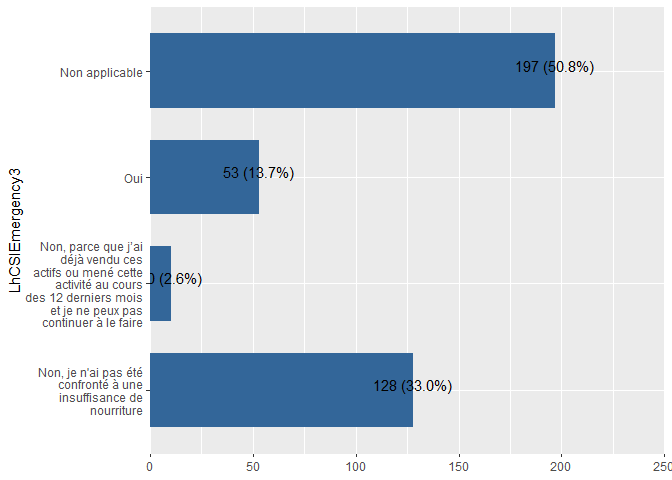 LhCSIEmergency3
Non applicable
197 (50.8%)
Oui
53 (13.7%)
Non, parce que j'ai
déjà vendu ces
actifs ou mené cette
activité au cours
des 12 derniers mois
et je ne peux pas
continuer à le faire
(2.6%)
Non, je n'ai pas été
confronté à une
insuffisance de
nourriture
128 (33.0%)
0 50 100 150 200 250